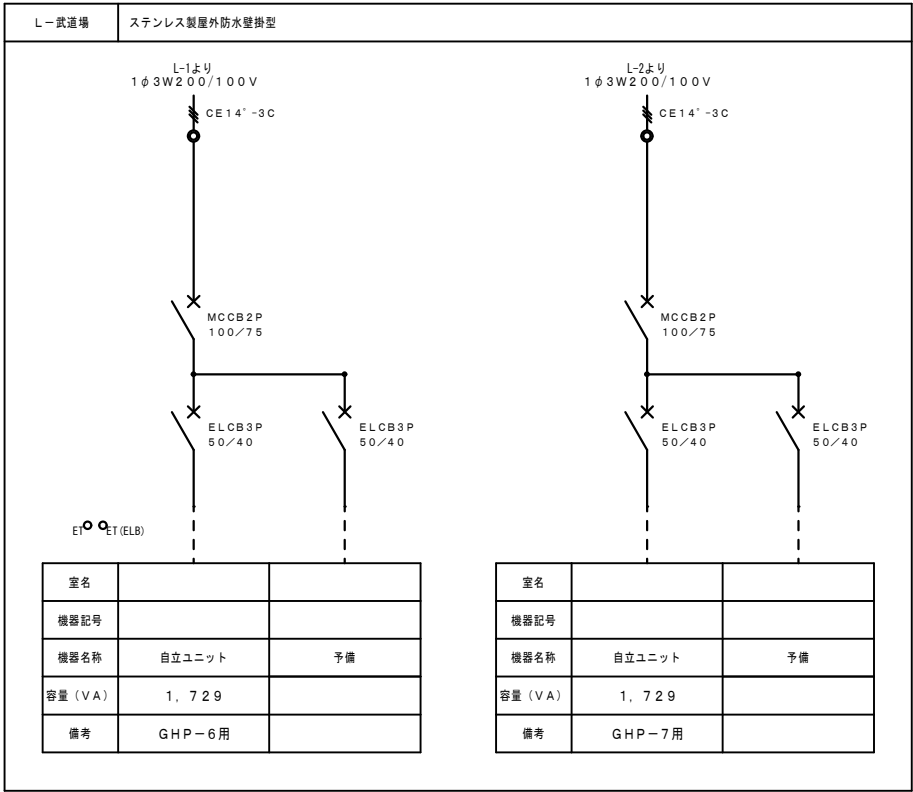 L－武道場 ステンレス製屋外防水壁掛型
L-1より
1φ3W200/100V
CE14°-3C
MCCB2P
100／75
ELCB3P
50／40
ELCB3P
50／40
ET ET(ELB)
室名
機器記号
機器名称 自立ユニット 予備
容量（VA） 1，729
備考 GHP－6用
L-2より
1φ3W200/100V
CE14°-3C
MCCB2P
100／75
ELCB3P
50／40
ELCB3P
50／40
室名
機器記号
機器名称 自立ユニット 予備
容量（VA） 1，729
備考 GHP－7用